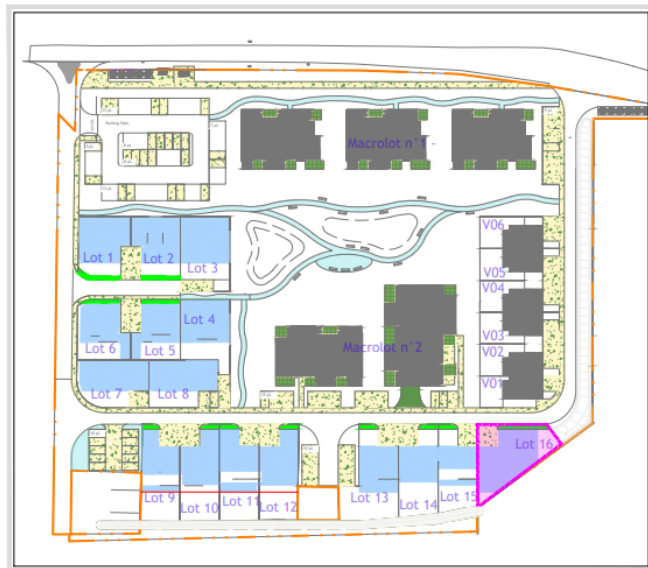 Macrolot n°1 -
V06
Lot 1
Lot 2
Lot 3
V05
V04
Lot 4
V03
Lot 6
Lot 5
Macrolot n°2
V02
Lot 7
Lot 8
V01
Lot 16
Lot 9
Lot 10
Lot 11
Lot 12
Lot 13
Lot 14
Lot 15